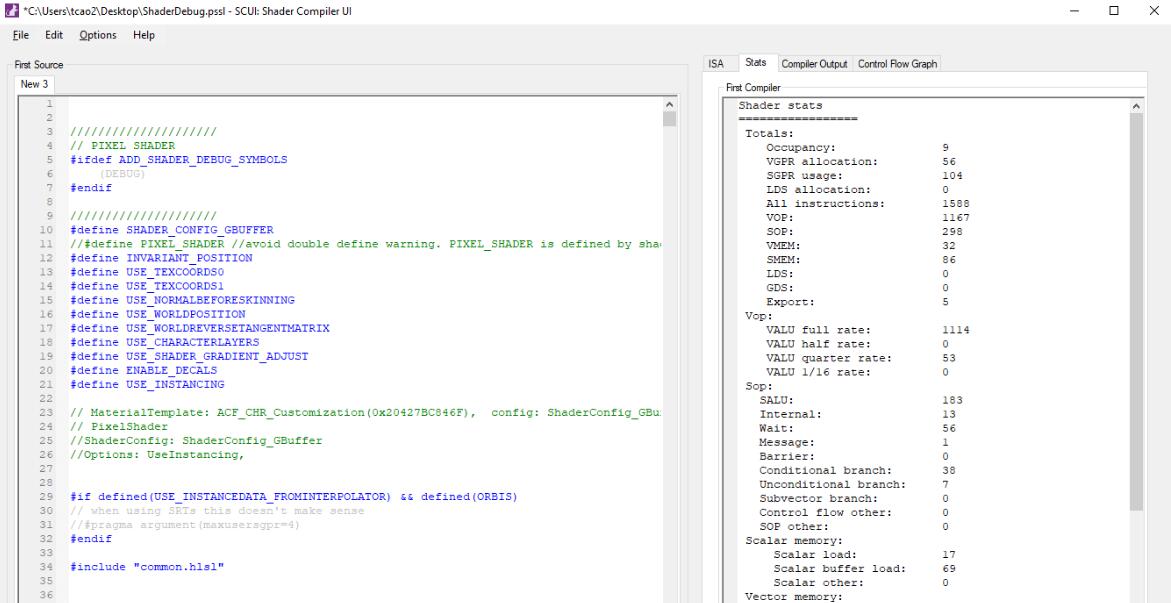 *C:\Users\tcao2\Desktop\ShaderDebug.pssl - SCUI: Shader Compiler UI
File Edit Options Help
First Source
New 3
1
2
3 //////////////////////
4 // PIXEL SHADER
5 #ifdef ADD_SHADER_DEBUG_SYMBOLS
6 (DEBUG)
7 #endif
8
9 //////////////////////
10 #define SHADER_CONFIG_GBUFFER
11 //#define PIXEL_SHADER //avoid double define warning. PIXEL_SHADER is defined by sha
12 #define INVARIANT_POSITION
13 #define USE_TEXCOORDS0
14 #define USE_TEXCOORDS1
15 #define USE_NORMALBEFORESKINNING
16 #define USE_WORLDPOSITION
17 #define USE_WORLDREVERSETANGENTMATRIX
18 #define USE_CHARACTERLAYERS
19 #define USE_SHADER_GRADIENT_ADJUST
20 #define ENABLE_DECALS
21 #define USE_INSTANCING
22
23 // MaterialTemplate: ACF_CHR_Customization(0x20427BC846F), config: ShaderConfig_GBu
24 // PixelShader
25 //ShaderConfig: ShaderConfig_GBuffer
26 //Options: UseInstancing,
27
28
29 #if defined(USE_INSTANCEDATA_FROMINTERPOLATOR) && defined(ORBIS)
30 // when using SRTs this doesn't make sense
31 //#pragma argument(maxusersgpr=4)
32 #endif
33
34 #include "common.hlsl"
35
36
ISA Stats Compiler Output Control Flow Graph
First Compiler
Shader stats
=================
Totals:
Occupancy: 9
VGPR allocation: 56
SGPR usage: 104
LDS allocation: 0
All instructions: 1588
VOP: 1167
SOP: 298
VMEM: 32
SMEM: 86
LDS: 0
GDS: 0
Export: 5
Vop:
VALU full rate: 1114
VALU half rate: 0
VALU quarter rate: 53
VALU 1/16 rate: 0
Sop:
SALU: 183
Internal: 13
Wait: 56
Message: 1
Barrier: 0
Conditional branch: 38
Unconditional branch: 7
Subvector branch: 0
Control flow other: 0
SOP other: 0
Scalar memory:
Scalar load: 17
Scalar buffer load: 69
Scalar other: 0
Vector memory: